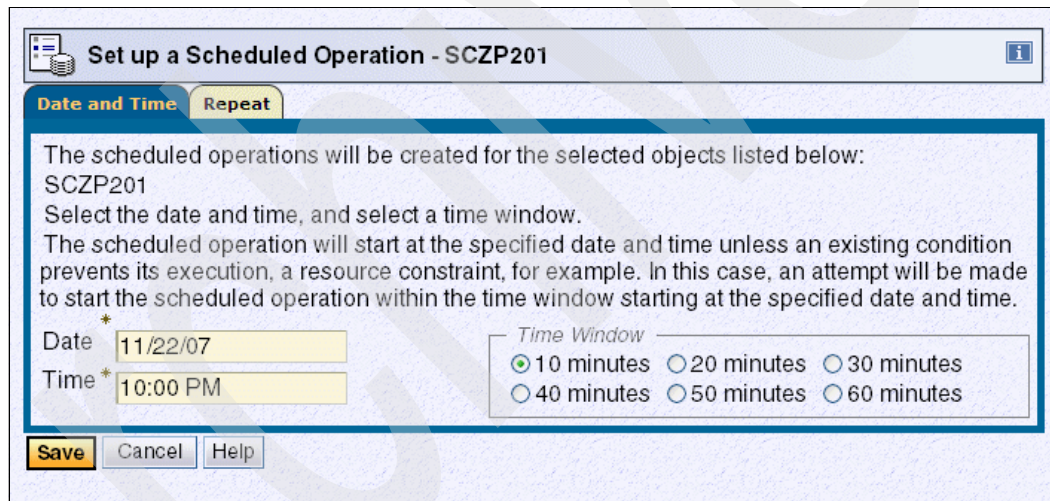 Set up a Scheduled Operation - SCZP201
Date and Time Repeat
The scheduled operations will be created for the selected objects listed below:
SCZP201
Select the date and time, and select a time window.
The scheduled operation will start at the specified date and time unless an existing condition
prevents its execution, a resource constraint, for example. In this case, an attempt will be made
to start the scheduled operation within the time window starting at the specified date and time.
Date * 11/22/07
Time * 10:00 PM
Time Window
10 minutes 20 minutes 30 minutes
40 minutes 50 minutes 60 minutes
Save Cancel Help